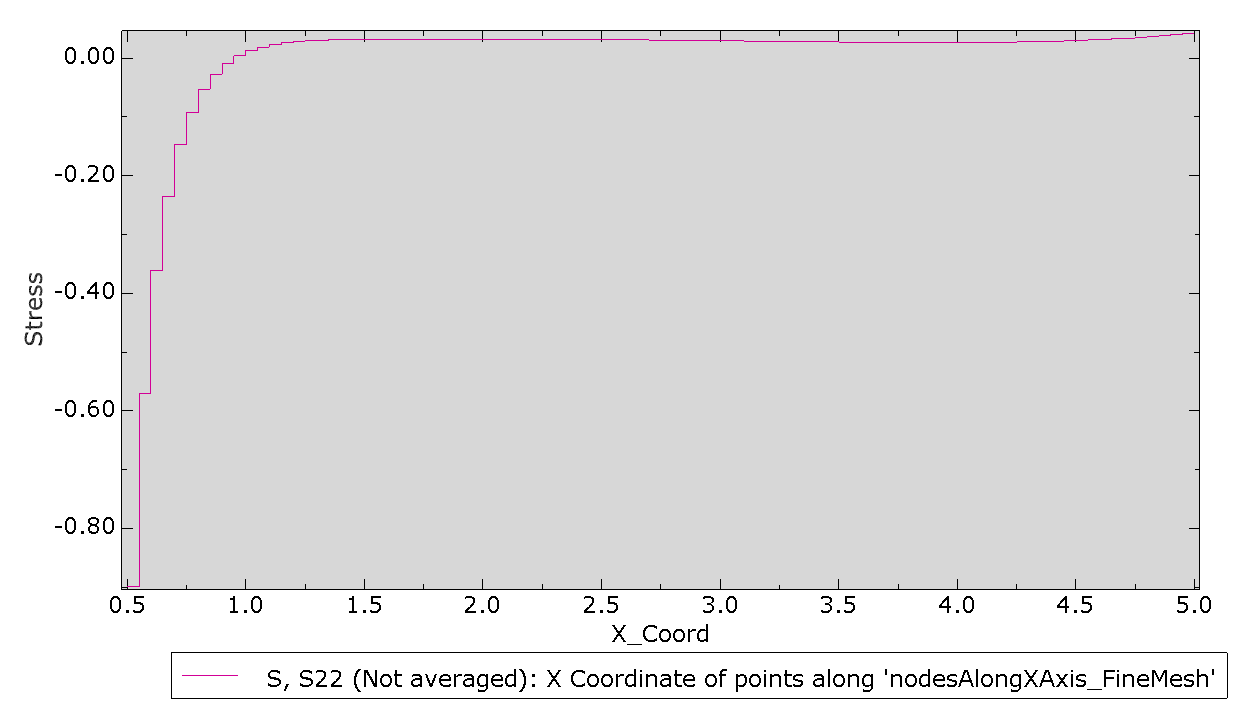 0.00
-0.20
-0.40
-0.60
-0.80
Stress
0.5 1.0 1.5 2.0 2.5 3.0 3.5 4.0 4.5 5.0
X_Coord
S, S22 (Not averaged): X Coordinate of points along 'nodesAlongXAxis_FineMesh'